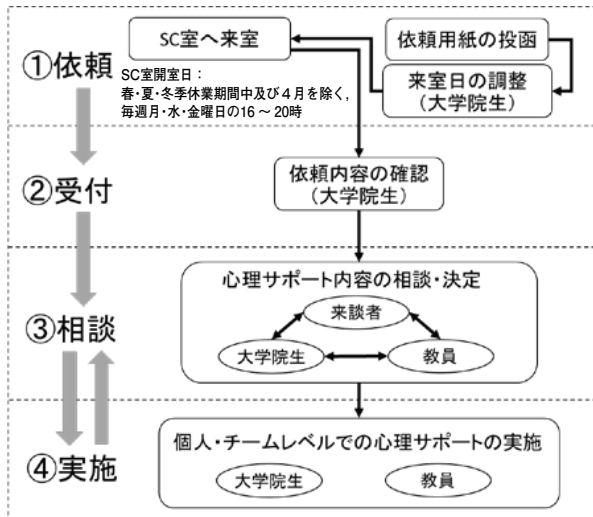 SC室へ来室
依頼用紙の投函
①依頼
来室日の調整
(大学院生)
SC室開室日：
春・夏・冬季休業期間中及び４月を除く,
毎週月・水・金曜日の16 ～ 20時
②受付
依頼内容の確認
(大学院生)
心理サポート内容の相談・決定
来談者
③相談
大学院生
教員
個人・チームレベルでの心理サポートの実施
④実施
大学院生
教員